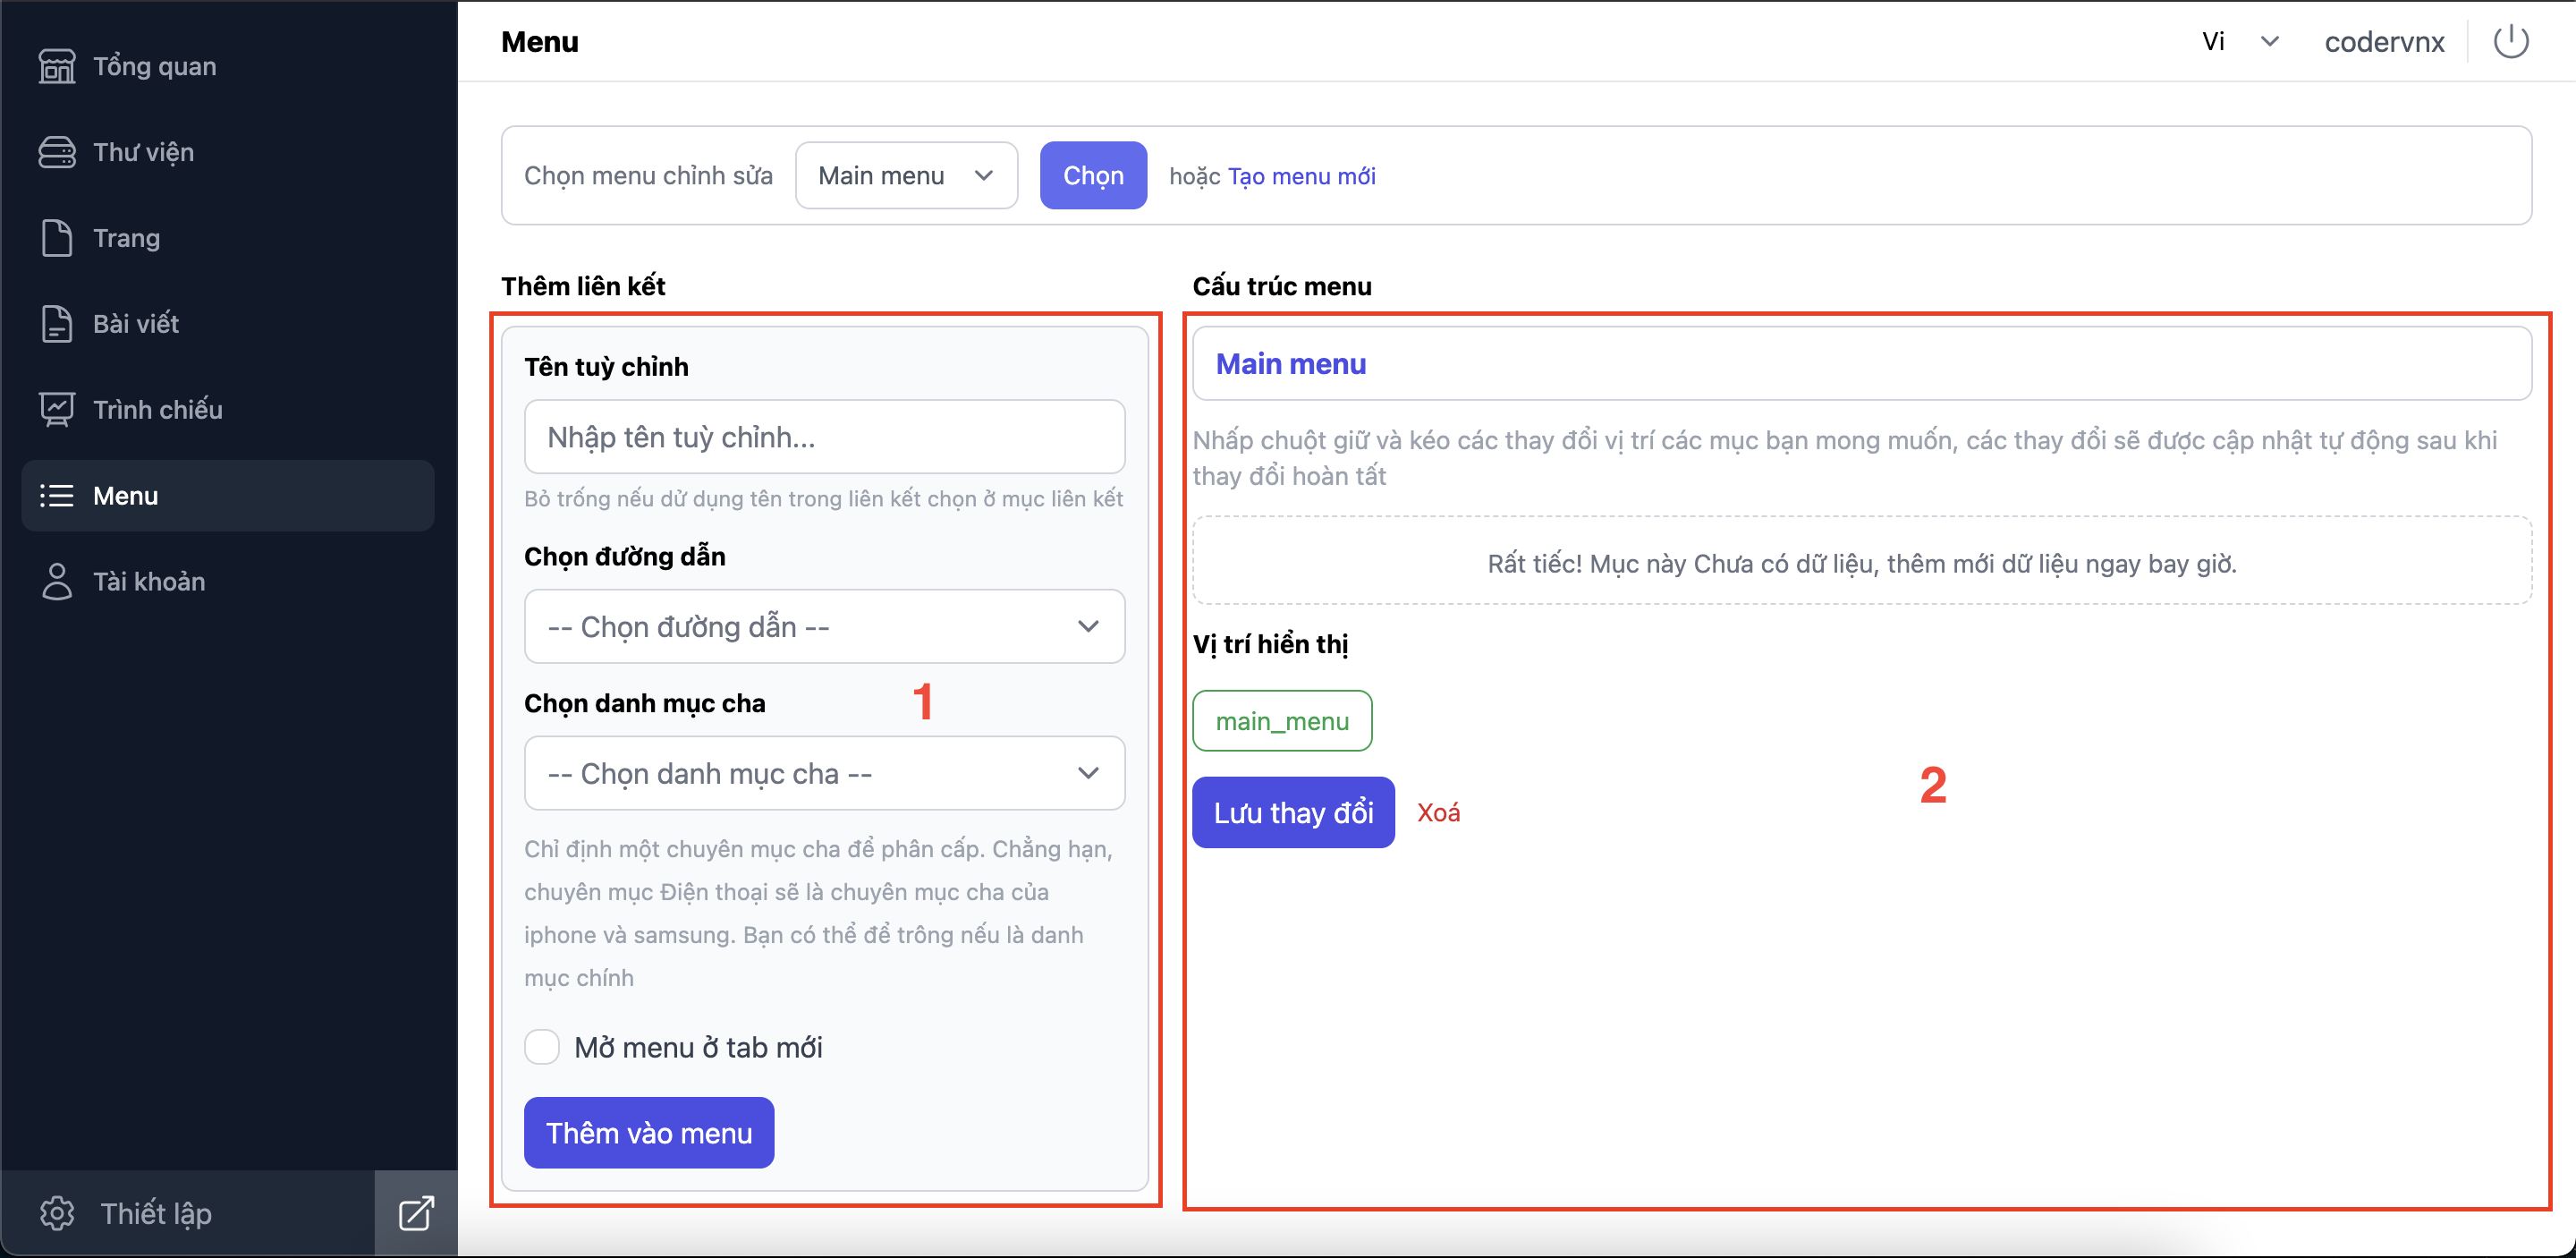 Tổng quan
Thư viện
Trang
Bài viết
Trình chiếu
Menu
Tài khoản
Thiết lập
Menu
Vi
codervnx
Chọn menu chỉnh sửa
Main menu
Chọn
hoặc Tạo menu mới
Thêm liên kết
Tên tuỳ chỉnh
Nhập tên tuỳ chỉnh...
Bỏ trống nếu dử dụng tên trong liên kết chọn ở mục liên kết
Chọn đường dẫn
-- Chọn đường dẫn --
Chọn danh mục cha
1
-- Chọn danh mục cha --
Chỉ định một chuyên mục cha để phân cấp. Chẳng hạn,
chuyên mục Điện thoại sẽ là chuyên mục cha của
iphone và samsung. Bạn có thể để trông nếu là danh
mục chính
Mở menu ở tab mới
Thêm vào menu
Cấu trúc menu
Main menu
Nhấp chuột giữ và kéo các thay đổi vị trí các mục bạn mong muốn, các thay đổi sẽ được cập nhật tự động sau khi
thay đổi hoàn tất
Rất tiếc! Mục này Chưa có dữ liệu, thêm mới dữ liệu ngay bay giờ.
Vị trí hiển thị
main_menu
2
Lưu thay đổi
Xoá